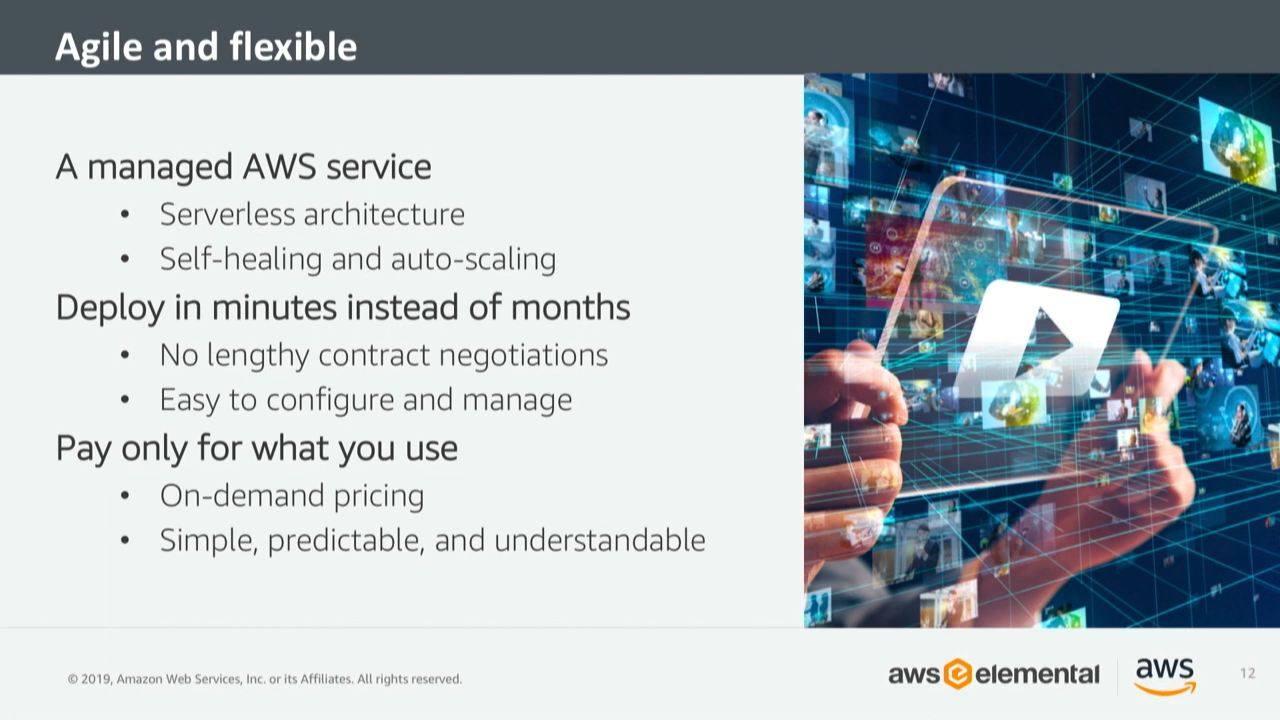 Agile and flexible
A managed AWS service
• Serverless architecture
• Self-healing and auto-scaling
Deploy in minutes instead of months
• No lengthy contract negotiations
• Easy to configure and manage
Pay only for what you use
• On-demand pricing
• Simple, predictable, and understandable
© 2019, Amazon Web Services, Inc. or its Affiliates. All rights reserved.
aws e elemental
aws
12